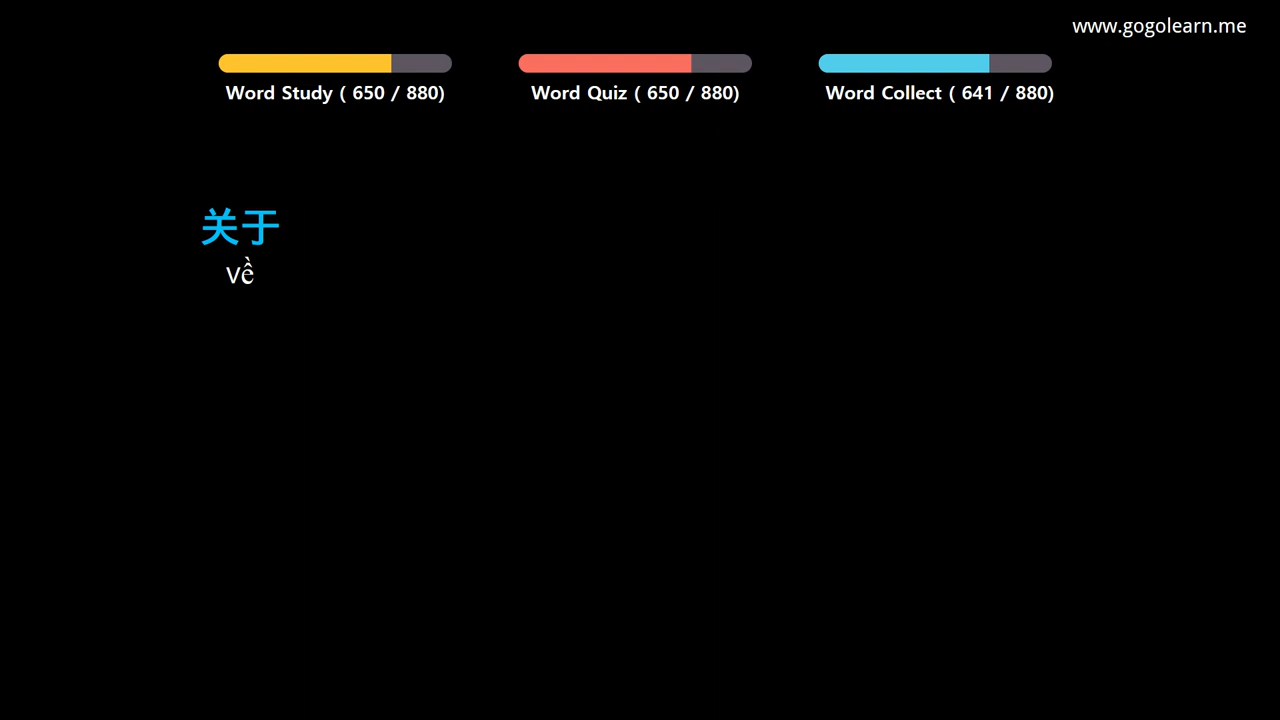 www.gogolearn.me
Word Study ( 650 / 880)
Word Quiz ( 650 / 880)
Word Collect ( 641 / 880)
关于
Về